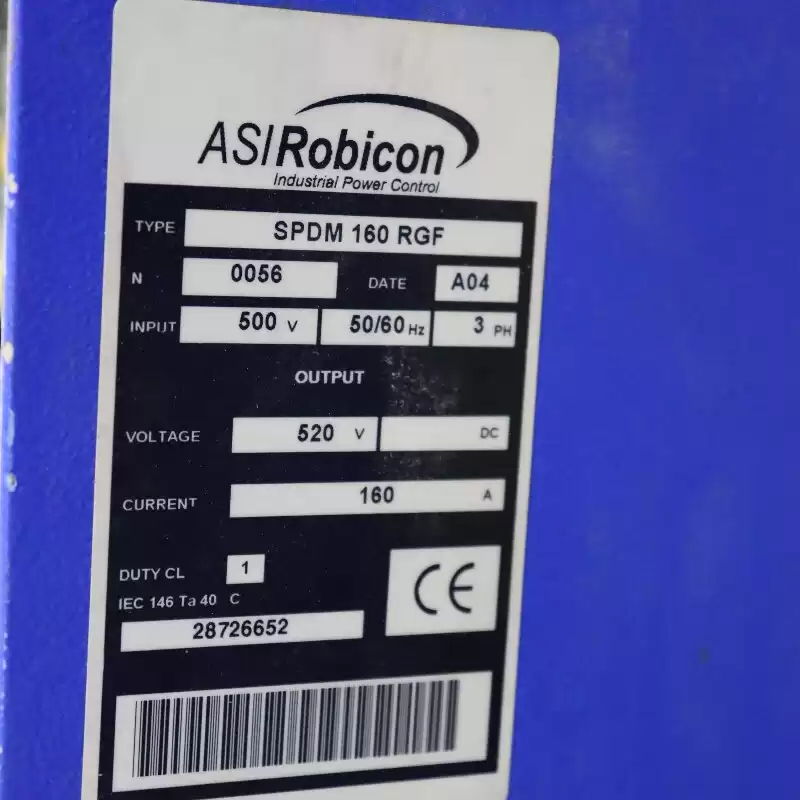 ASIRobicon
Industrial Power Control
TYPE SPDM 160 RGF
N 0056 DATE A04
INPUT 500 V 50/60 Hz 3 PH
OUTPUT
VOLTAGE 520 V DC
CURRENT 160 A
DUTY CL 1
IEC 146 Ta 40 C
28726652
CE